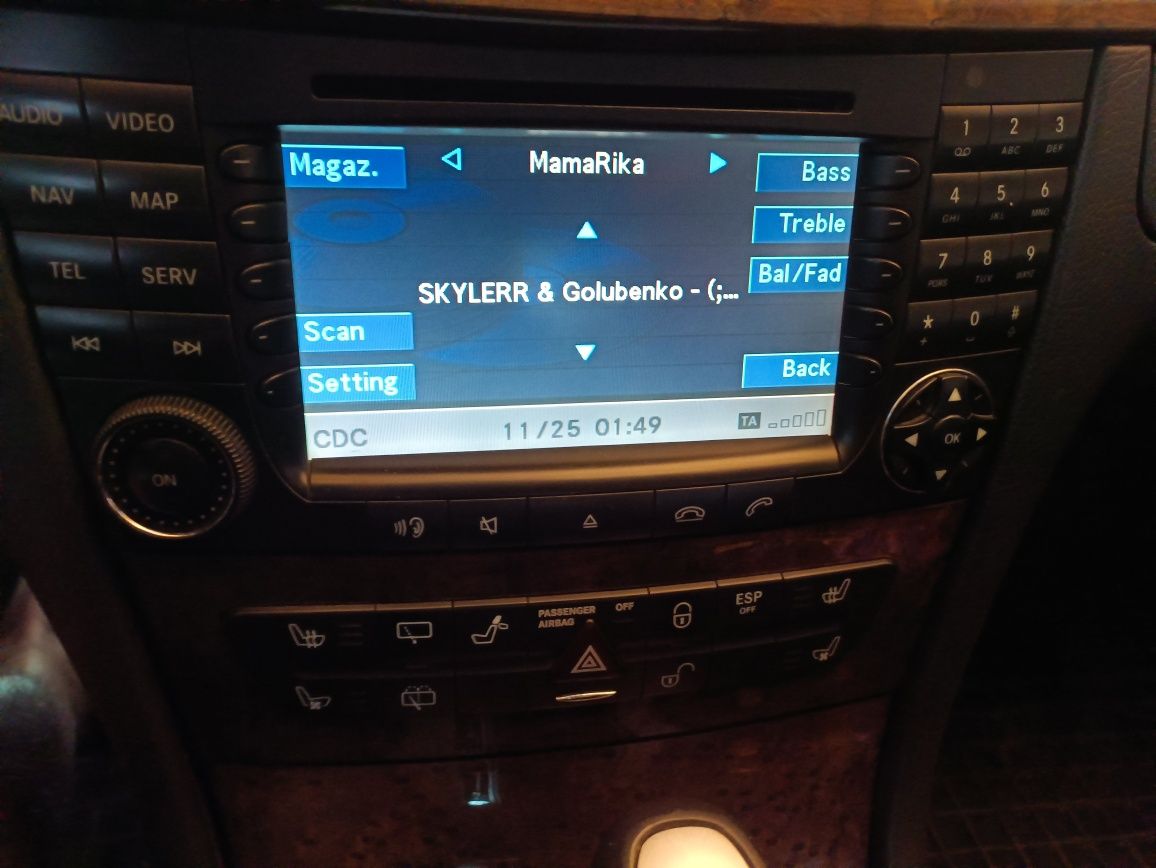 AUDIO
VIDEO
NAV
MAP
TEL
SERV
ON
Magaz.
MamaRika
Bass
Treble
SKYLERR & Golubenko - (;...
Bal/Fad
Scan
Setting
Back
CDC
11/25 01:49
TA
1
2
3
ABC
DEF
4
5
6
GHI
JKL
MNO
7
8
9
PQRS
TUV
WXYZ
*
0
#
+
OK
PASSENGER
AIRBAG
OFF
ESP
OFF